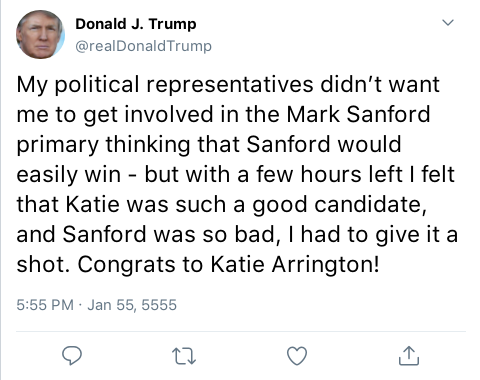 Donald J. Trump
@realDonaldTrump
My political representatives didn't want
me to get involved in the Mark Sanford
primary thinking that Sanford would
easily win - but with a few hours left I felt
that Katie was such a good candidate,
and Sanford was so bad, I had to give it a
shot. Congrats to Katie Arrington!
5:55 PM · Jan 55, 5555